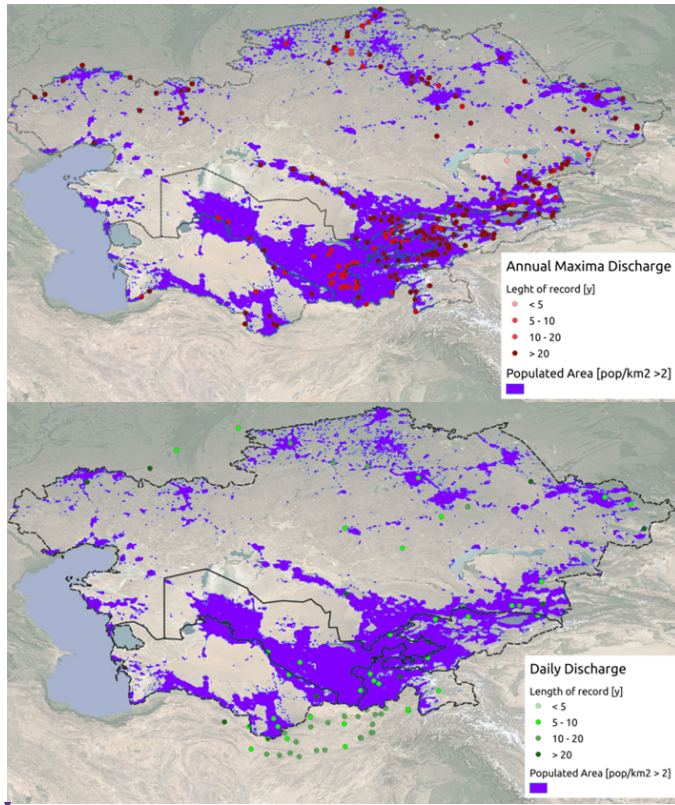 Annual Maxima Discharge
Leght of record [y]
< 5
5 - 10
10 - 20
> 20
Populated Area [pop/km2 >2]
Daily Discharge
Length of record [y]
< 5
5 - 10
10 - 20
> 20
Populated Area [pop/km2 > 2]